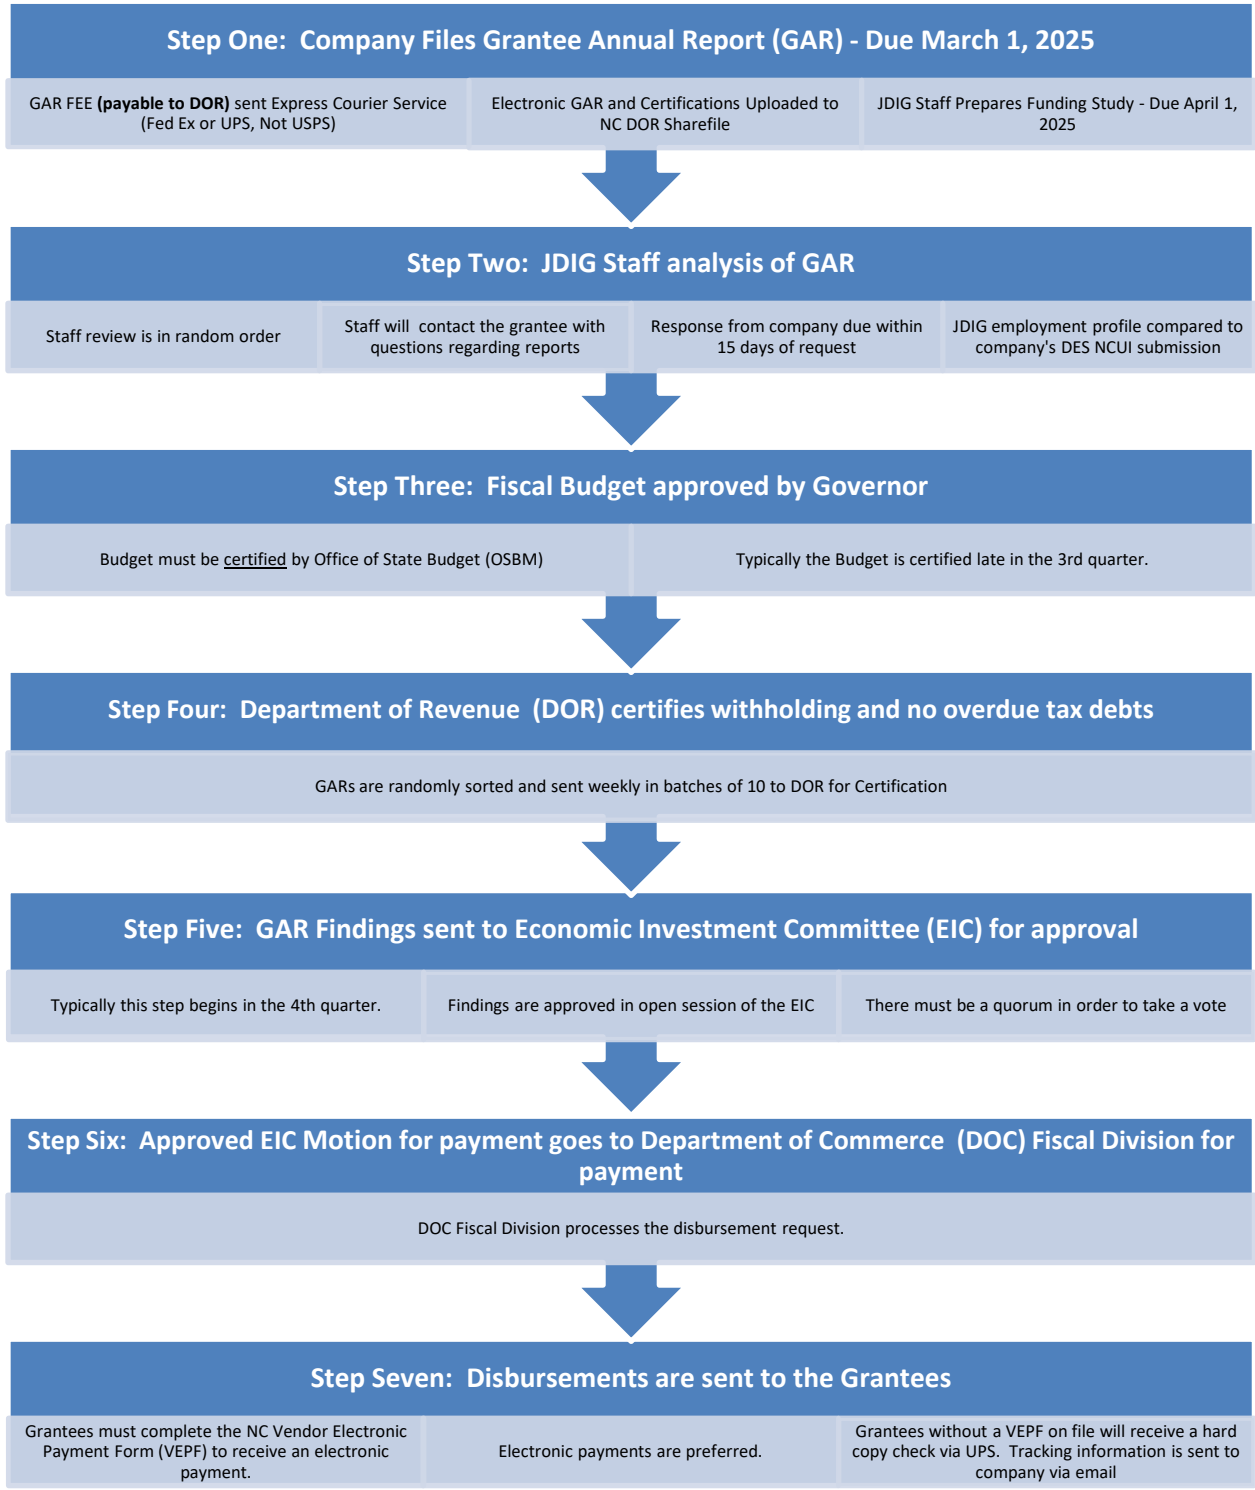 Step One:  Company Files Grantee Annual Report (GAR) - Due March 1, 2025
GAR FEE (payable to DOR) sent Express Courier Service
(Fed Ex or UPS, Not USPS)
Electronic GAR and Certifications Uploaded to
NC DOR Sharefile
JDIG Staff Prepares Funding Study - Due April 1,
2025
Step Two:  JDIG Staff analysis of GAR
Staff review is in random order
Staff will  contact the grantee with
questions regarding reports
Response from company due within
15 days of request
JDIG employment profile compared to
company's DES NCUI submission
Step Three:  Fiscal Budget approved by Governor
Budget must be certified by Office of State Budget (OSBM)
Typically the Budget is certified late in the 3rd quarter.
Step Four:  Department of Revenue  (DOR) certifies withholding and no overdue tax debts
GARs are randomly sorted and sent weekly in batches of 10 to DOR for Certification
Step Five:  GAR Findings sent to Economic Investment Committee (EIC) for approval
Typically this step begins in the 4th quarter.
Findings are approved in open session of the EIC
There must be a quorum in order to take a vote
Step Six:  Approved EIC Motion for payment goes to Department of Commerce  (DOC) Fiscal Division for
payment
DOC Fiscal Division processes the disbursement request.
Step Seven:  Disbursements are sent to the Grantees
Grantees must complete the NC Vendor Electronic
Payment Form (VEPF) to receive an electronic
payment.
Electronic payments are preferred.
Grantees without a VEPF on file will receive a hard
copy check via UPS.  Tracking information is sent to
company via email